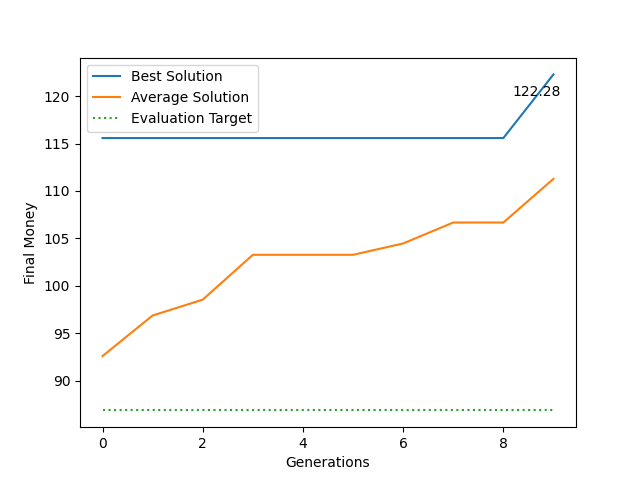 Best Solution
Average Solution
Evaluation Target
122.28
120
115
110
105
100
95
90
Final Money
0 2 4 6 8
Generations